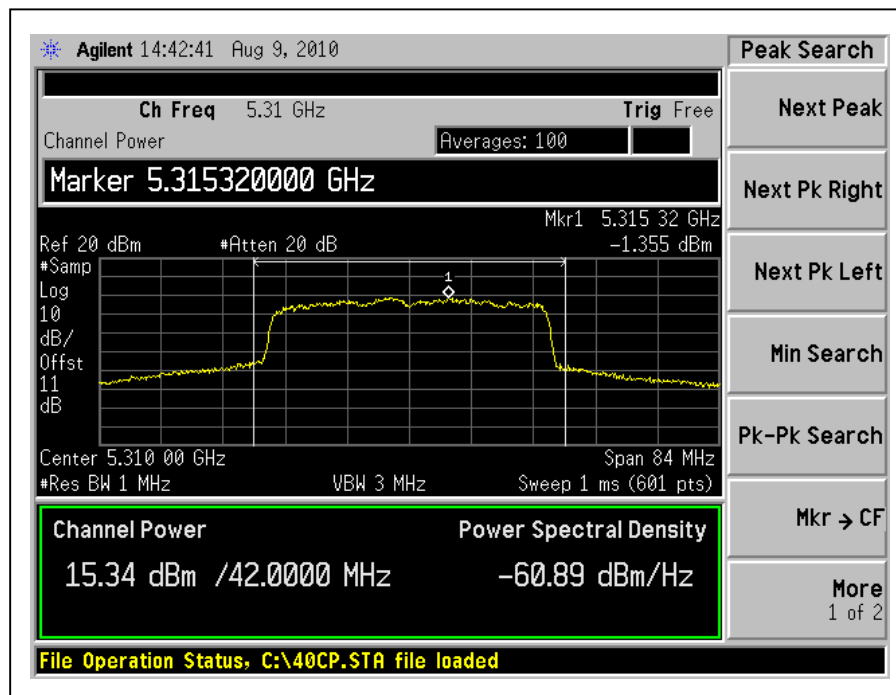 Agilent 14:42:41 Aug 9, 2010
Peak Search
Ch Freq 5.31 GHz Trig Free
Channel Power Averages: 100
Marker 5.315320000 GHz
Mkr1 5.315 32 GHz
Ref 20 dBm #Atten 20 dB -1.355 dBm
#Samp
Log
10
dB/
Offst
11
dB
1
Center 5.310 00 GHz Span 84 MHz
#Res BW 1 MHz VBW 3 MHz Sweep 1 ms (601 pts)
Channel Power Power Spectral Density
15.34 dBm /42.0000 MHz -60.89 dBm/Hz
File Operation Status, C:\40CP.STA file loaded
Next Peak
Next Pk Right
Next Pk Left
Min Search
Pk-Pk Search
Mkr → CF
More
1 of 2